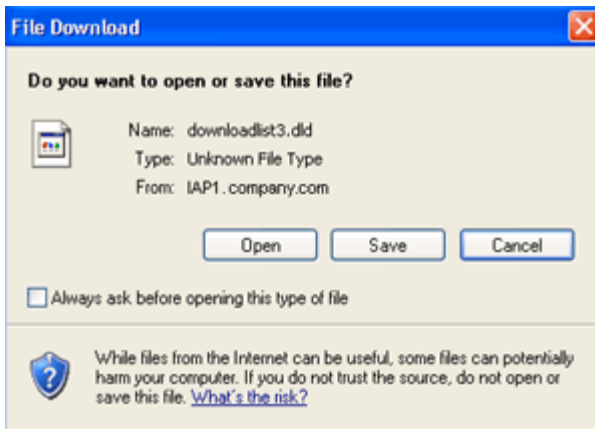 File Download
Do you want to open or save this file?
Name: downloadlist3.dld
Type: Unknown File Type
From: IAP1.company.com
Open Save Cancel
Always ask before opening this type of file
While files from the Internet can be useful, some files can potentially
harm your computer. If you do not trust the source, do not open or
save this file. What's the risk?